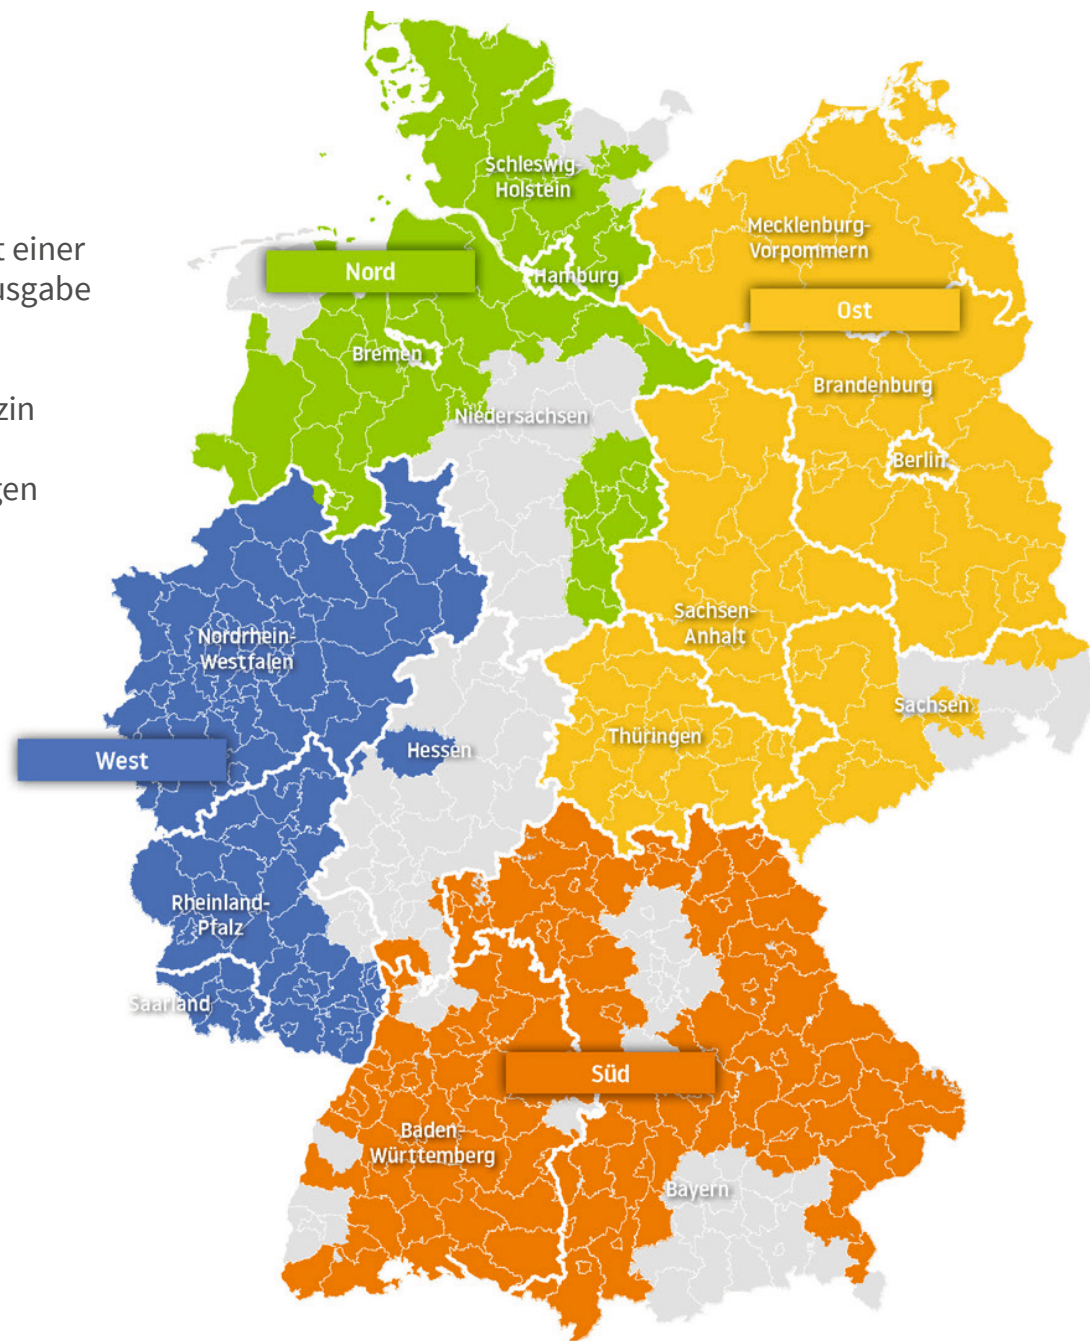 t einer
usgabe
zin
gen
Schleswig-
Holstein
Mecklenburg-
Vorpommern
Nord
Hamburg
Ost
Bremen
Brandenburg
Niedersachsen
Berlin
Sachsen-
Anhalt
Nordrhein-
Westfalen
Sachsen
Thüringen
Hessen
West
Rheinland-
Pfalz
Saarland
Süd
Baden-
Württemberg
Bayern